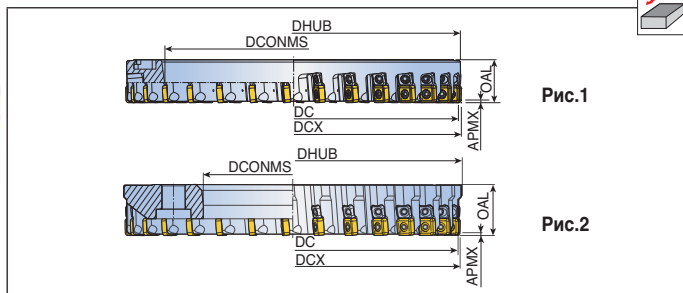 DHUB
DCONMS
OAL
Рис.1
DC
DCX
APMX
DHUB
DCONMS
OAL
Рис.2
DC
DCX
APMX